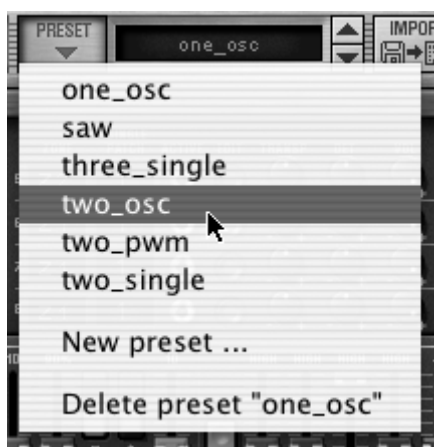 PRESET
one_osc
IMPOR
one_osc
saw
three_single
two_osc
two_pwm
two_single
New preset ...
Delete preset "one_osc"